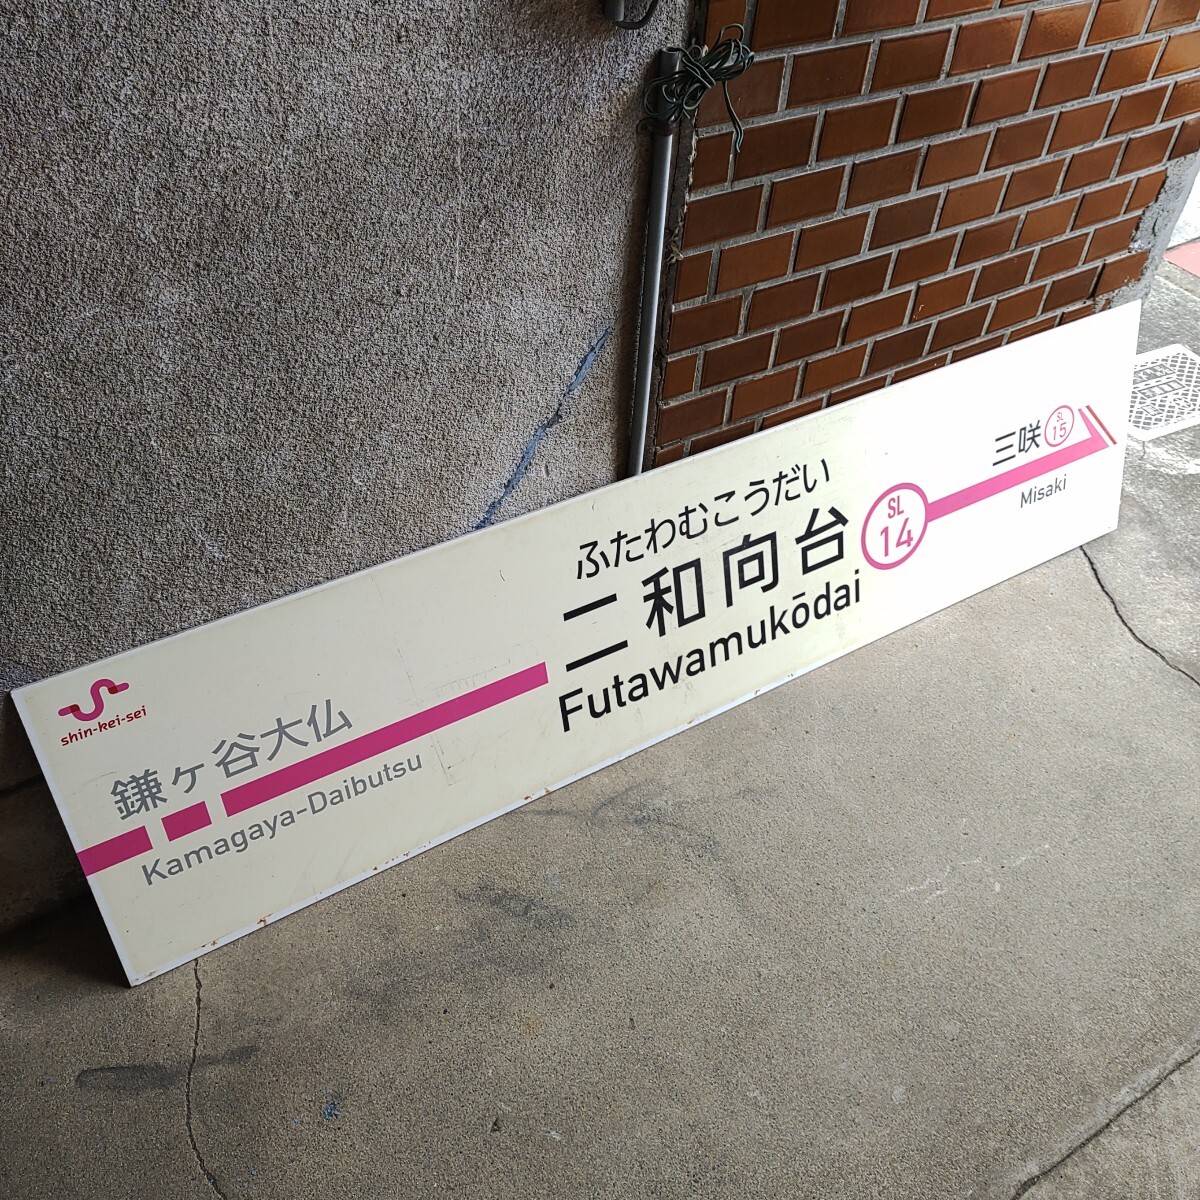 shin-kei-sei
鎌ヶ谷大仏
Kamagaya-Daibutsu
ふたわむこうだい
二和向台
Futawamukōdai
SL
14
三咲
SL
15
Misaki